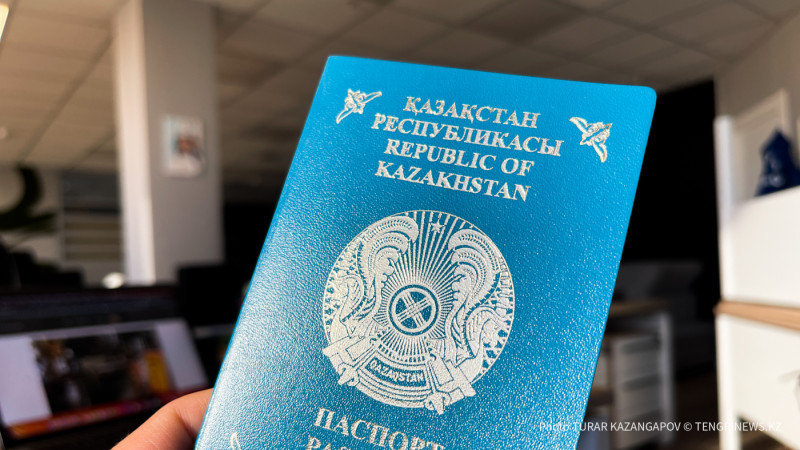 ҚАЗАҚСТАН
РЕСПУБЛИКАСЫ
REPUBLIC OF
KAZAKHSTAN
QAZAQSTAN
ПАСПОРТ
Photo: TURAR KAZANGAPOV © TENGRINEWS.KZ